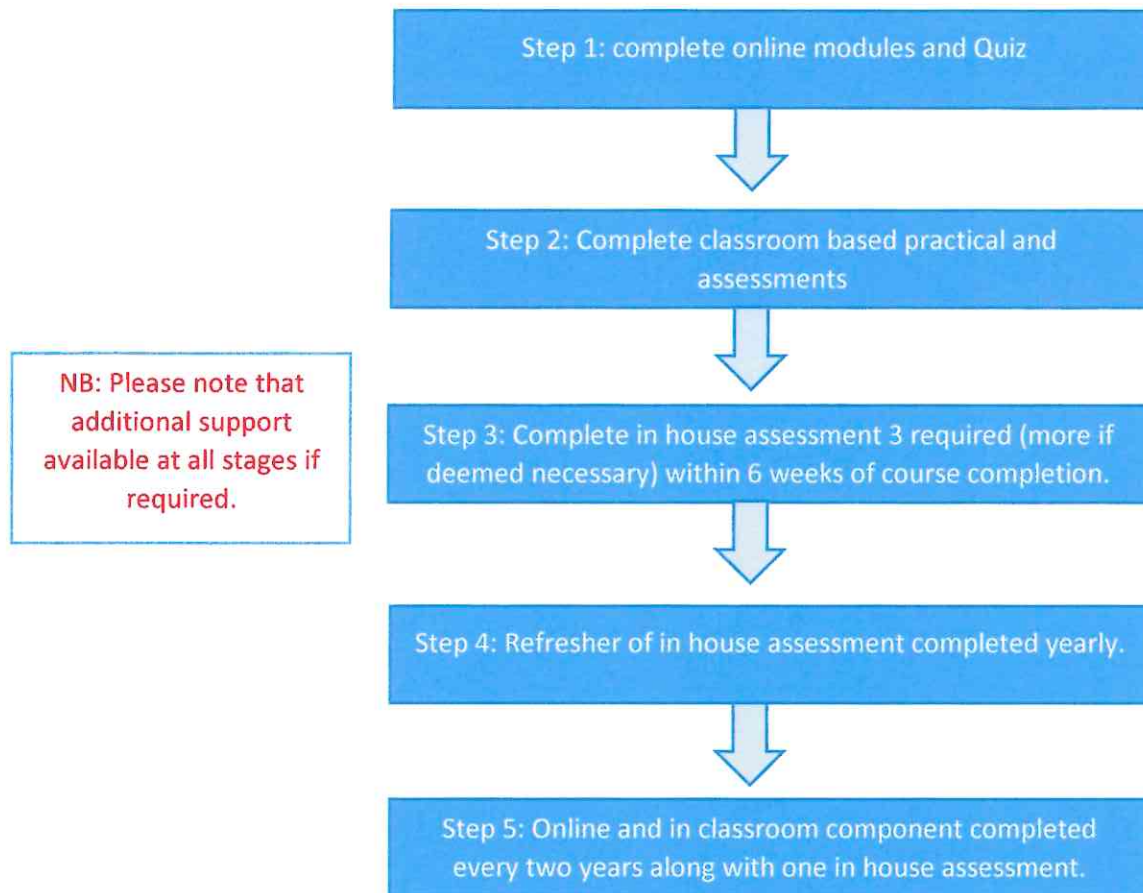 Step 1: complete online modules and Quiz
Step 2: Complete classroom based practical and
assessments
NB: Please note that
additional support
available at all stages if
required.
Step 3: Complete in house assessment 3 required (more if
deemed necessary) within 6 weeks of course completion.
Step 4: Refresher of in house assessment completed yearly.
Step 5: Online and in classroom component completed
every two years along with one in house assessment.